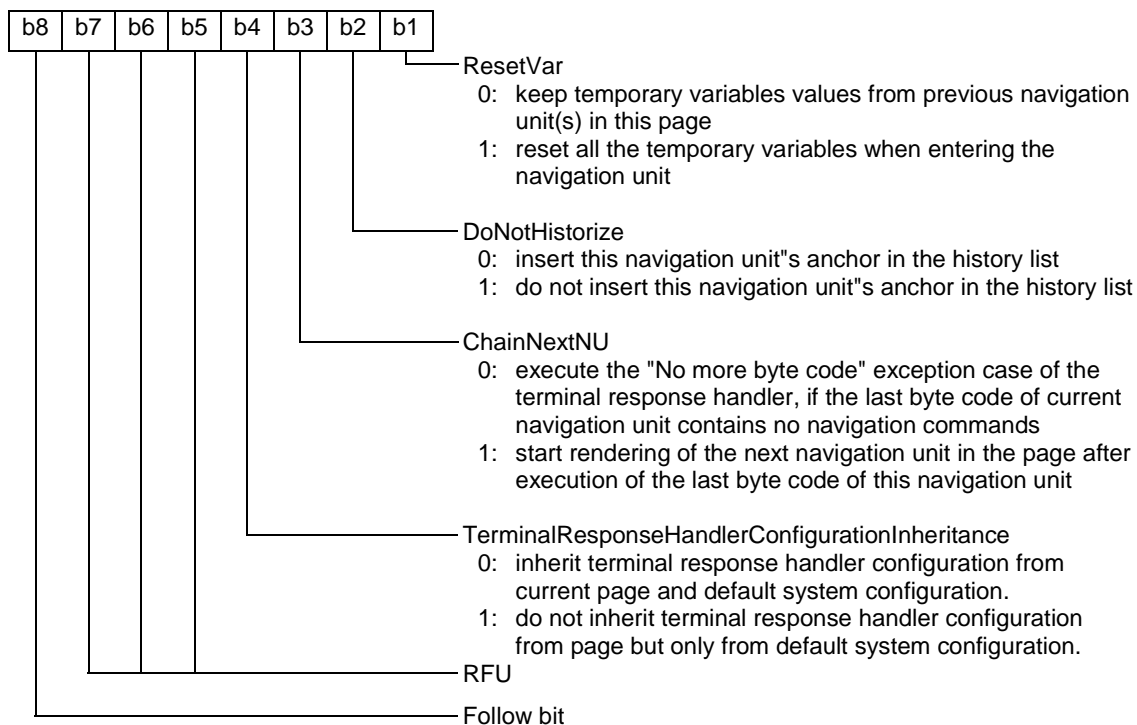 b8 b7 b6 b5 b4 b3 b2 b1
ResetVar
0: keep temporary variables values from previous navigation
unit(s) in this page
1: reset all the temporary variables when entering the
navigation unit
DoNotHistorize
0: insert this navigation unit"s anchor in the history list
1: do not insert this navigation unit"s anchor in the history list
ChainNextNU
0: execute the "No more byte code" exception case of the
terminal response handler, if the last byte code of current
navigation unit contains no navigation commands
1: start rendering of the next navigation unit in the page after
execution of the last byte code of this navigation unit
TerminalResponseHandlerConfigurationInheritance
0: inherit terminal response handler configuration from
current page and default system configuration.
1: do not inherit terminal response handler configuration
from page but only from default system configuration.
RFU
Follow bit